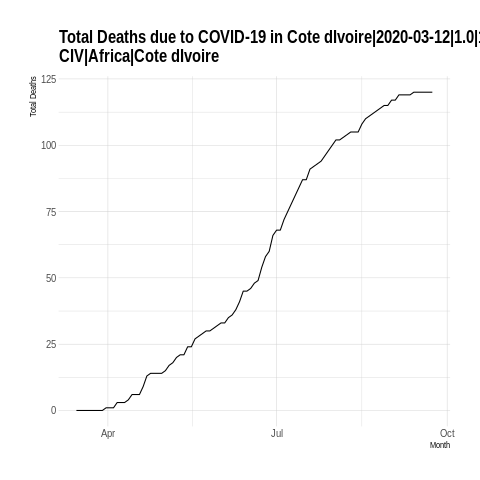 Total Deaths due to COVID-19 in Cote dIvoire|2020-03-12|1.0|
CIV|Africa|Cote dIvoire
Total Deaths
125
100
75
50
25
0
Apr
Jul
Oct
Month